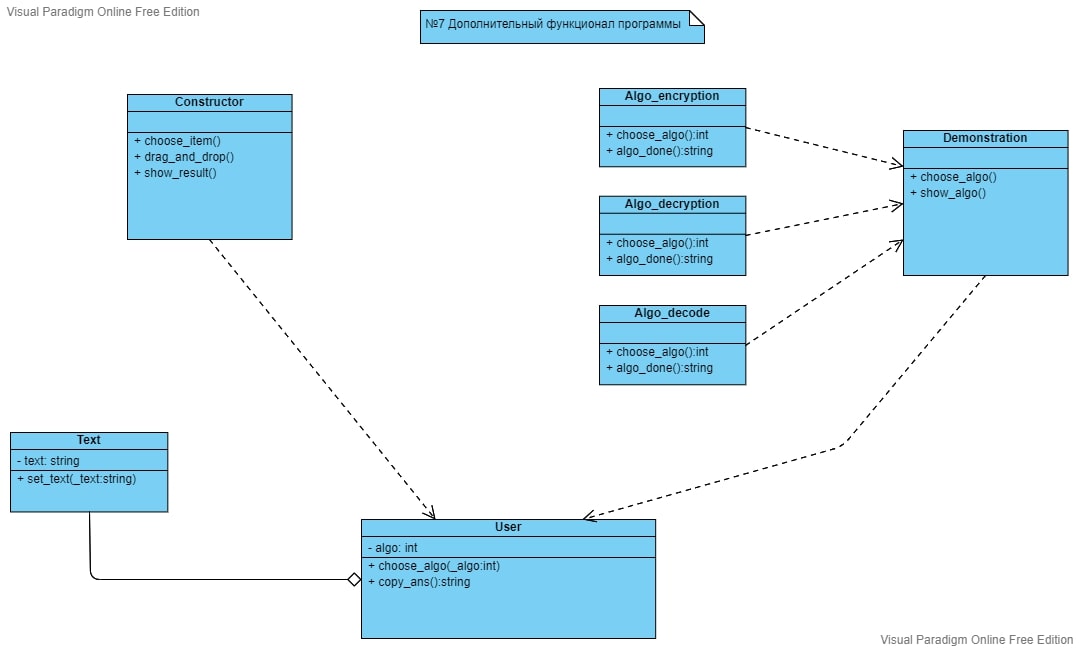 Visual Paradigm Online Free Edition
№7 Дополнительный функционал программы
Constructor
+ choose_item()
+ drag_and_drop()
+ show_result()
Algo_encryption
+ choose_algo():int
+ algo_done():string
Algo_decryption
+ choose_algo():int
+ algo_done():string
Algo_decode
+ choose_algo():int
+ algo_done():string
Demonstration
+ choose_algo()
+ show_algo()
Text
- text: string
+ set_text(_text:string)
User
- algo: int
+ choose_algo(_algo:int)
+ copy_ans():string
Visual Paradigm Online Free Edition